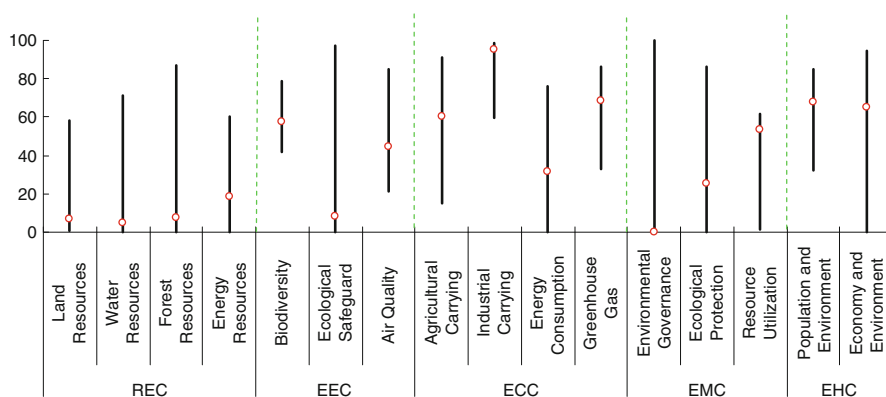 100
80
60
40
20
0
Land
Resources
Water
Resources
Forest
Resources
Energy
Resources
Biodiversity
Ecological
Safeguard
Air Quality
Agricultural
Carrying
Industrial
Carrying
Energy
Consumption
Greenhouse
Gas
Environmental
Governance
Ecological
Protection
Resource
Utilization
Population and
Environment
Economy and
Environment
REC
EEC
ECC
EMC
EHC